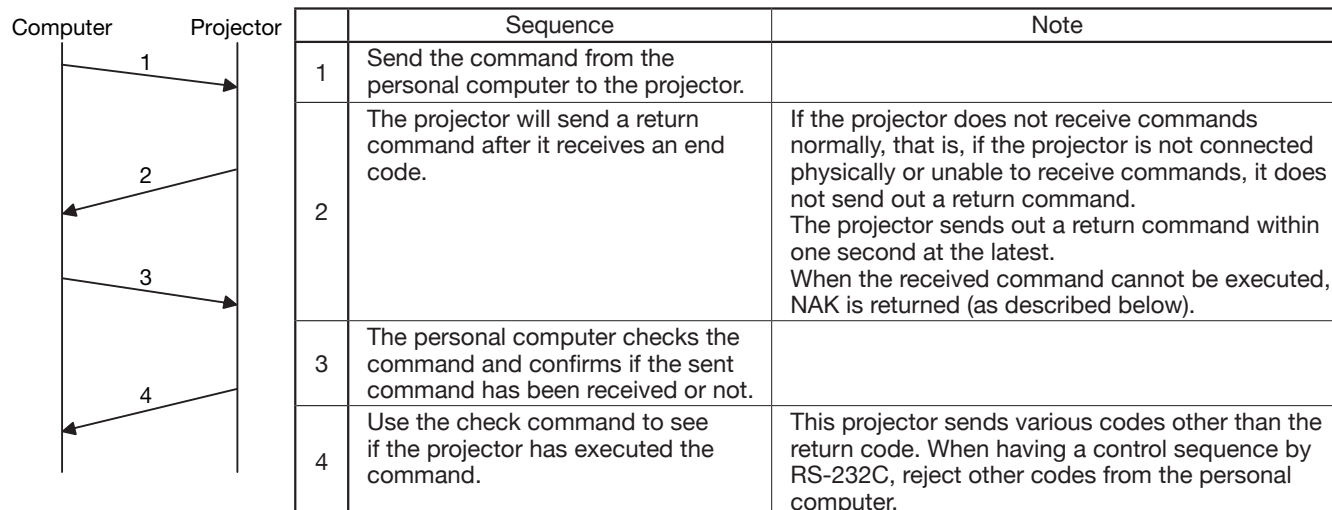 Computer Projector
1
2
3
4
Sequence Note
1
Send the command from the
personal computer to the projector.
2
The projector will send a return
command after it receives an end
code.
If the projector does not receive commands
normally, that is, if the projector is not connected
physically or unable to receive commands, it does
not send out a return command.
The projector sends out a return command within
one second at the latest.
When the received command cannot be executed,
NAK is returned (as described below).
3
The personal computer checks the
command and confirms if the sent
command has been received or not.
4
Use the check command to see
if the projector has executed the
command.
This projector sends various codes other than the
return code. When having a control sequence by
RS-232C, reject other codes from the personal
computer.